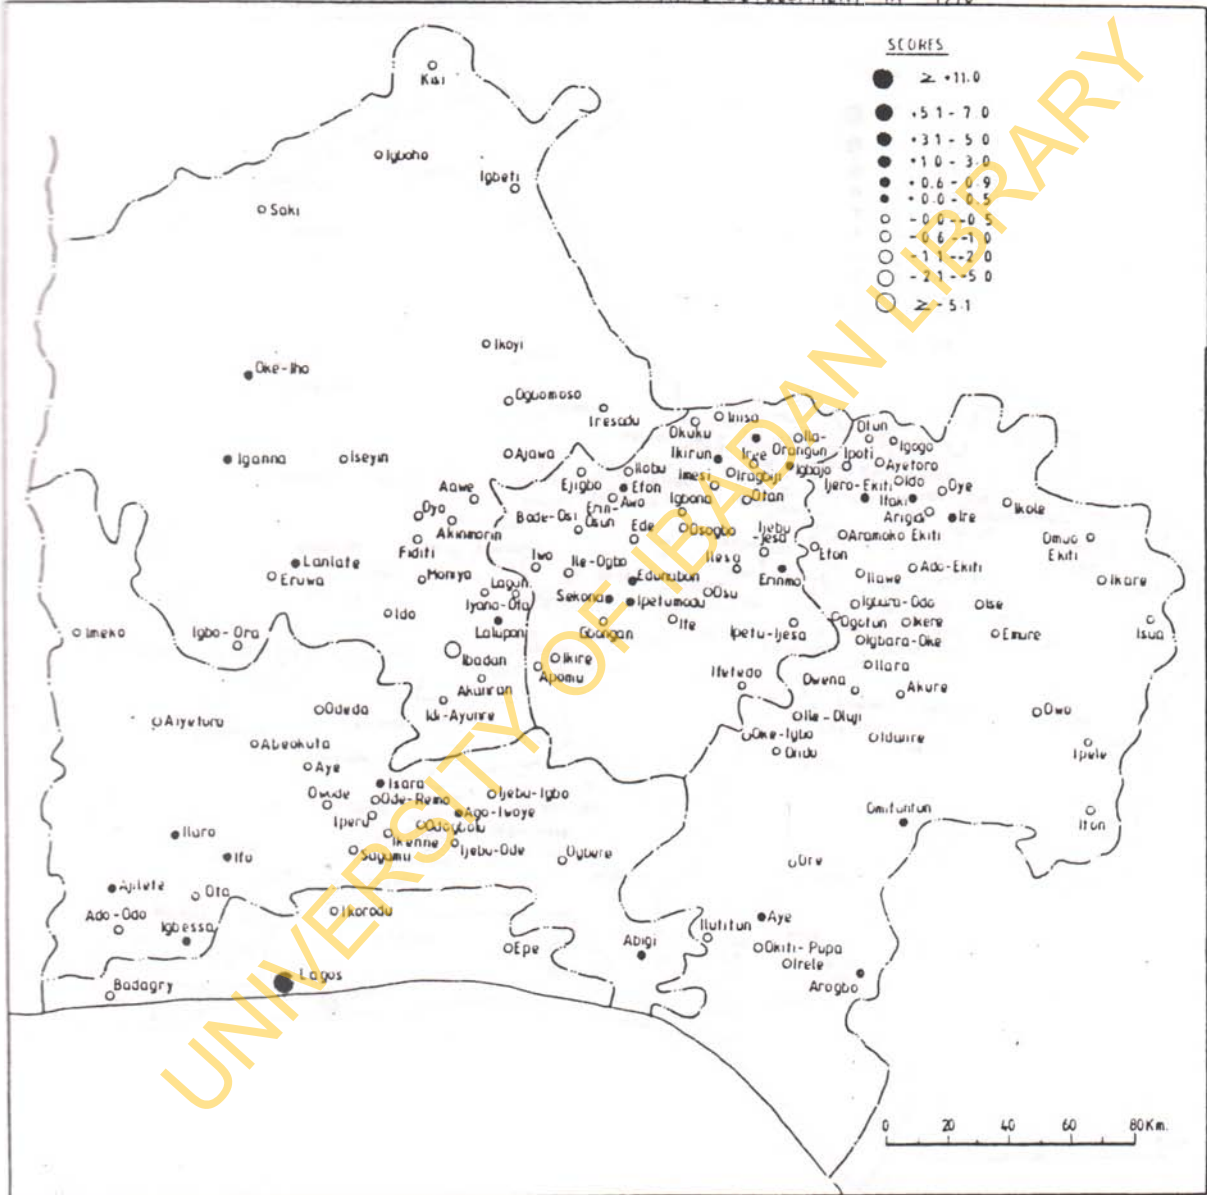 SCORES
≥ +11.0
+5.1 - 7.0
+3.1 - 5.0
+1.0 - 3.0
+0.6 - 0.9
+0.0 - 0.5
-0.0 - -0.5
-0.6 - -1.0
-1.1 - -2.0
-2.1 - -5.0
≥ -5.1
Kisi
Igboho
Igbeti
Saki
Ikoyi
Oke-Iho
Ogbomoso
Iresadu
Okuku
Inisa
Ikirun
Iree
Ila-
Orangun
Otun
Igogo
Iganna
Iseyin
Ajawa
Ilobu
Imesi
Iragbiji
Igbajo
Ipoti
Ayetoro
Ejigbo
Efon
Ijero-Ekiti
Ido
Itaki
Oye
Aawe
Erin-
Osun
Awo
Igbona
Otan
Arigidi
Ire
Ikole
Oyo
Akinmorin
Bode-Osi
Ede
Osogbo
Ijebu
-Jesa
Aramoko Ekiti
Omuo
Ekiti
Fiditi
Iwo
Ile-Ogbo
Ilesa
Efon
Lanlate
Eruwa
Moniya
Lagun
Iyana-Ofa
Edunabon
Erinmo
Ilawe
Ado-Ekiti
Ikare
Sekona
Ipetumodu
Osu
Igbara-Odo
Ise
Ido
Lalupon
Gbongan
Ife
Ipetu-Ijesa
Ogotun
Ikere
Isua
Imeko
Igbo-Ora
Igbara-Oke
Emure
Ibadan
Ikire
Apomu
Ifetedo
Ilara
Akanran
Owena
Akure
Idi-Ayunre
Odeda
Ile-Oluji
Owo
Aiyetoro
Abeokuta
Oke-Igbo
Ondo
Idanre
Ipele
Aye
Isara
Owode
Ode-Remo
Ijebu-Igbo
Iperu
Ago-Iwoye
Omifunfun
Ifon
Ilaro
Odogbolu
Ikenne
Ifo
Sagamu
Ijebu-Ode
Ogbere
Ore
Ajilete
Ota
Ado-Odo
Ikorodu
Aye
Igbessa
Epe
Abigi
Ilutitun
Okiti-Pupa
Irele
Lagos
Badagry
Arogbo
0 20 40 60 80Km.
UNIVERSITY OF IBADAN LIBRARY